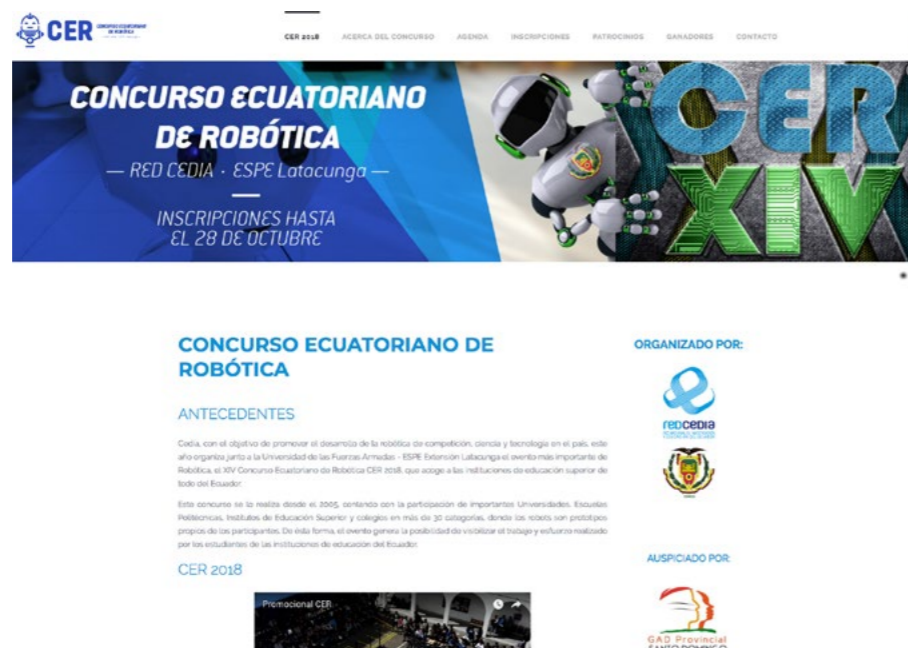 CER
CER 2018 ACERCA DEL CONCURSO AGENDA INSCRIPCIONES PATROCINIOS GANADORES CONTACTO
CONCURSO ECUATORIANO
DE ROBÓTICA
— RED CEDIA · ESPE Latacunga —
INSCRIPCIONES HASTA
EL 28 DE OCTUBRE
CER
XIV
CONCURSO ECUATORIANO DE
ROBÓTICA
ANTECEDENTES
Cedia, con el objetivo de promover el desarrollo de la robótica de competición, ciencia y tecnología en el país, este
año organiza junto a la Universidad de las Fuerzas Armadas - ESPE Extensión Latacunga el evento más importante de
Robótica, el XIV Concurso Ecuatoriano de Robótica CER 2018, que acoge a las instituciones de educación superior de
todo del Ecuador.
Este concurso se lo realiza desde el 2005, contando con la participación de importantes Universidades, Escuelas
Politécnicas, Institutos de Educación Superior y colegios en más de 30 categorías, donde los robots son prototipos
propios de los participantes. De ésta forma, el evento genera la posibilidad de visibilizar el trabajo y esfuerzo realizado
por los estudiantes de las instituciones de educación del Ecuador.
CER 2018
Promocional CER
ORGANIZADO POR:
redcedia
AUSPICIADO POR:
GAD Provincial
SANTO DOMINGO